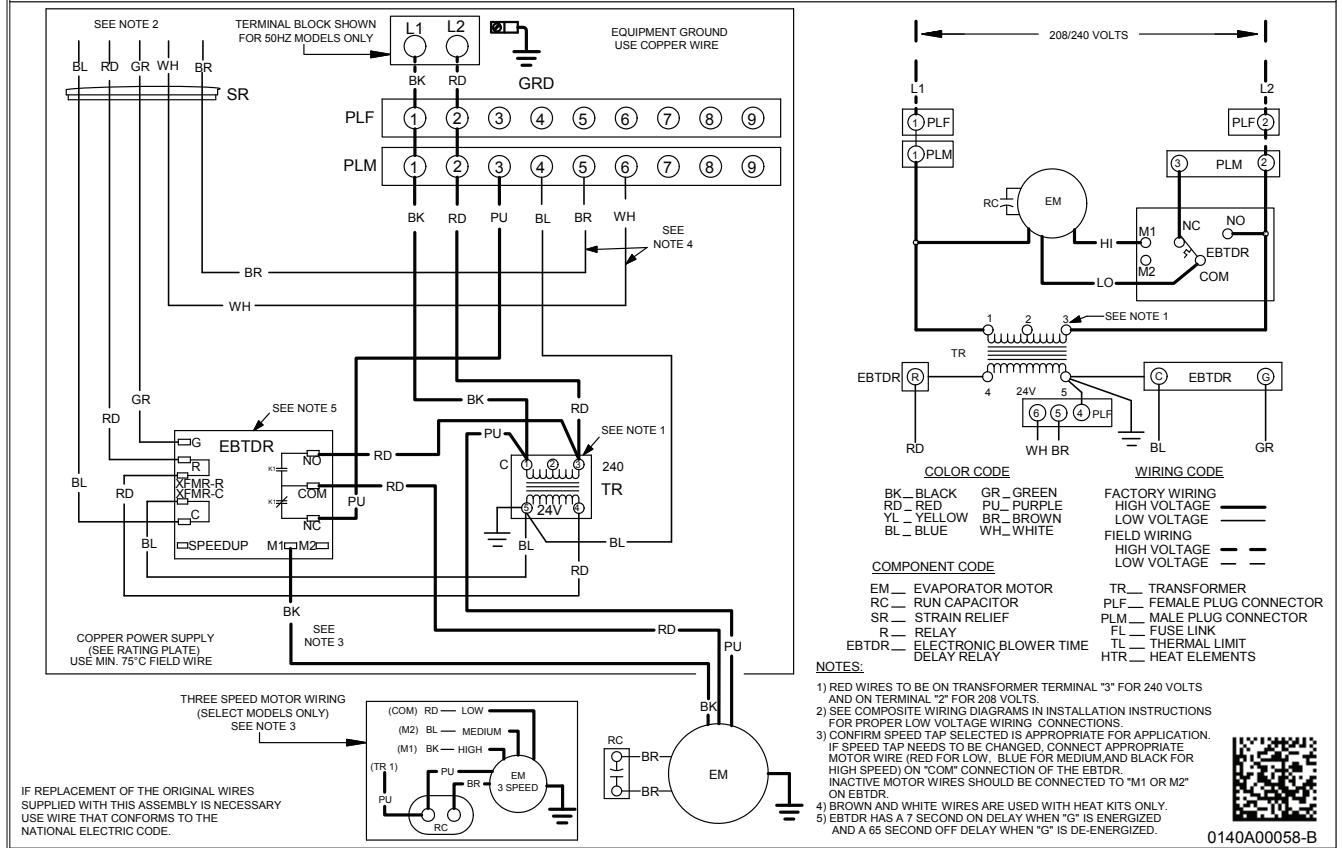 SEE NOTE 2
TERMINAL BLOCK SHOWN
FOR 50HZ MODELS ONLY
L1 L2
EQUIPMENT GROUND
USE COPPER WIRE
BL RD GR WH BR
SR
BK RD
GRD
PLF 1 2 3 4 5 6 7 8 9
PLM 1 2 3 4 5 6 7 8 9
BK RD PU BL BR WH
SEE
NOTE 4
BR
WH
GR
RD
SEE NOTE 5
BK
RD
PU
SEE NOTE 1
EBTDR
G
R
XFMR-R
XFMR-C
C
SPEEDUP
M1 M2
K1
K1
NO
COM
NC
RD
RD
PU
BL
RD
BL
C 1 2 3 240
TR
5 24V 4
BL
BL
RD
BK
SEE
NOTE 3
RD
PU
COPPER POWER SUPPLY
(SEE RATING PLATE)
USE MIN. 75°C FIELD WIRE
THREE SPEED MOTOR WIRING
(SELECT MODELS ONLY)
SEE NOTE 3
(COM) RD LOW
(M2) BL MEDIUM
(M1) BK HIGH
(TR 1)
PU
PU
BR
EM
3 SPEED
RC
RC
BR
BR
BK
EM
IF REPLACEMENT OF THE ORIGINAL WIRES
SUPPLIED WITH THIS ASSEMBLY IS NECESSARY
USE WIRE THAT CONFORMS TO THE
NATIONAL ELECTRIC CODE.
208/240 VOLTS
L1 L2
1 PLF
PLF 2
1 PLM
3 PLM 2
RC
EM
HI
LO
M1
M2
NC
NO
EBTDR
COM
1 2 3
SEE NOTE 1
TR
EBTDR R
4 24V 5
C EBTDR G
6 5 4 PLF
RD
WH BR
BL
GR
COLOR CODE
BK_BLACK GR_GREEN
RD_RED PU_PURPLE
YL_YELLOW BR_BROWN
BL_BLUE WH_WHITE
WIRING CODE
FACTORY WIRING
HIGH VOLTAGE
LOW VOLTAGE
FIELD WIRING
HIGH VOLTAGE
LOW VOLTAGE
COMPONENT CODE
EM__ EVAPORATOR MOTOR
RC__ RUN CAPACITOR
SR__ STRAIN RELIEF
R__ RELAY
EBTDR__ ELECTRONIC BLOWER TIME
DELAY RELAY
TR__ TRANSFORMER
PLF__ FEMALE PLUG CONNECTOR
PLM__ MALE PLUG CONNECTOR
FL__ FUSE LINK
TL__ THERMAL LIMIT
HTR__ HEAT ELEMENTS
NOTES:
1) RED WIRES TO BE ON TRANSFORMER TERMINAL "3" FOR 240 VOLTS
AND ON TERMINAL "2" FOR 208 VOLTS.
2) SEE COMPOSITE WIRING DIAGRAMS IN INSTALLATION INSTRUCTIONS
FOR PROPER LOW VOLTAGE WIRING CONNECTIONS.
3) CONFIRM SPEED TAP SELECTED IS APPROPRIATE FOR APPLICATION.
IF SPEED TAP NEEDS TO BE CHANGED, CONNECT APPROPRIATE
MOTOR WIRE (RED FOR LOW, BLUE FOR MEDIUM,AND BLACK FOR
HIGH SPEED) ON "COM" CONNECTION OF THE EBTDR.
INACTIVE MOTOR WIRES SHOULD BE CONNECTED TO "M1 OR M2"
ON EBTDR.
4) BROWN AND WHITE WIRES ARE USED WITH HEAT KITS ONLY.
5) EBTDR HAS A 7 SECOND ON DELAY WHEN "G" IS ENERGIZED
AND A 65 SECOND OFF DELAY WHEN "G" IS DE-ENERGIZED.
0140A00058-B